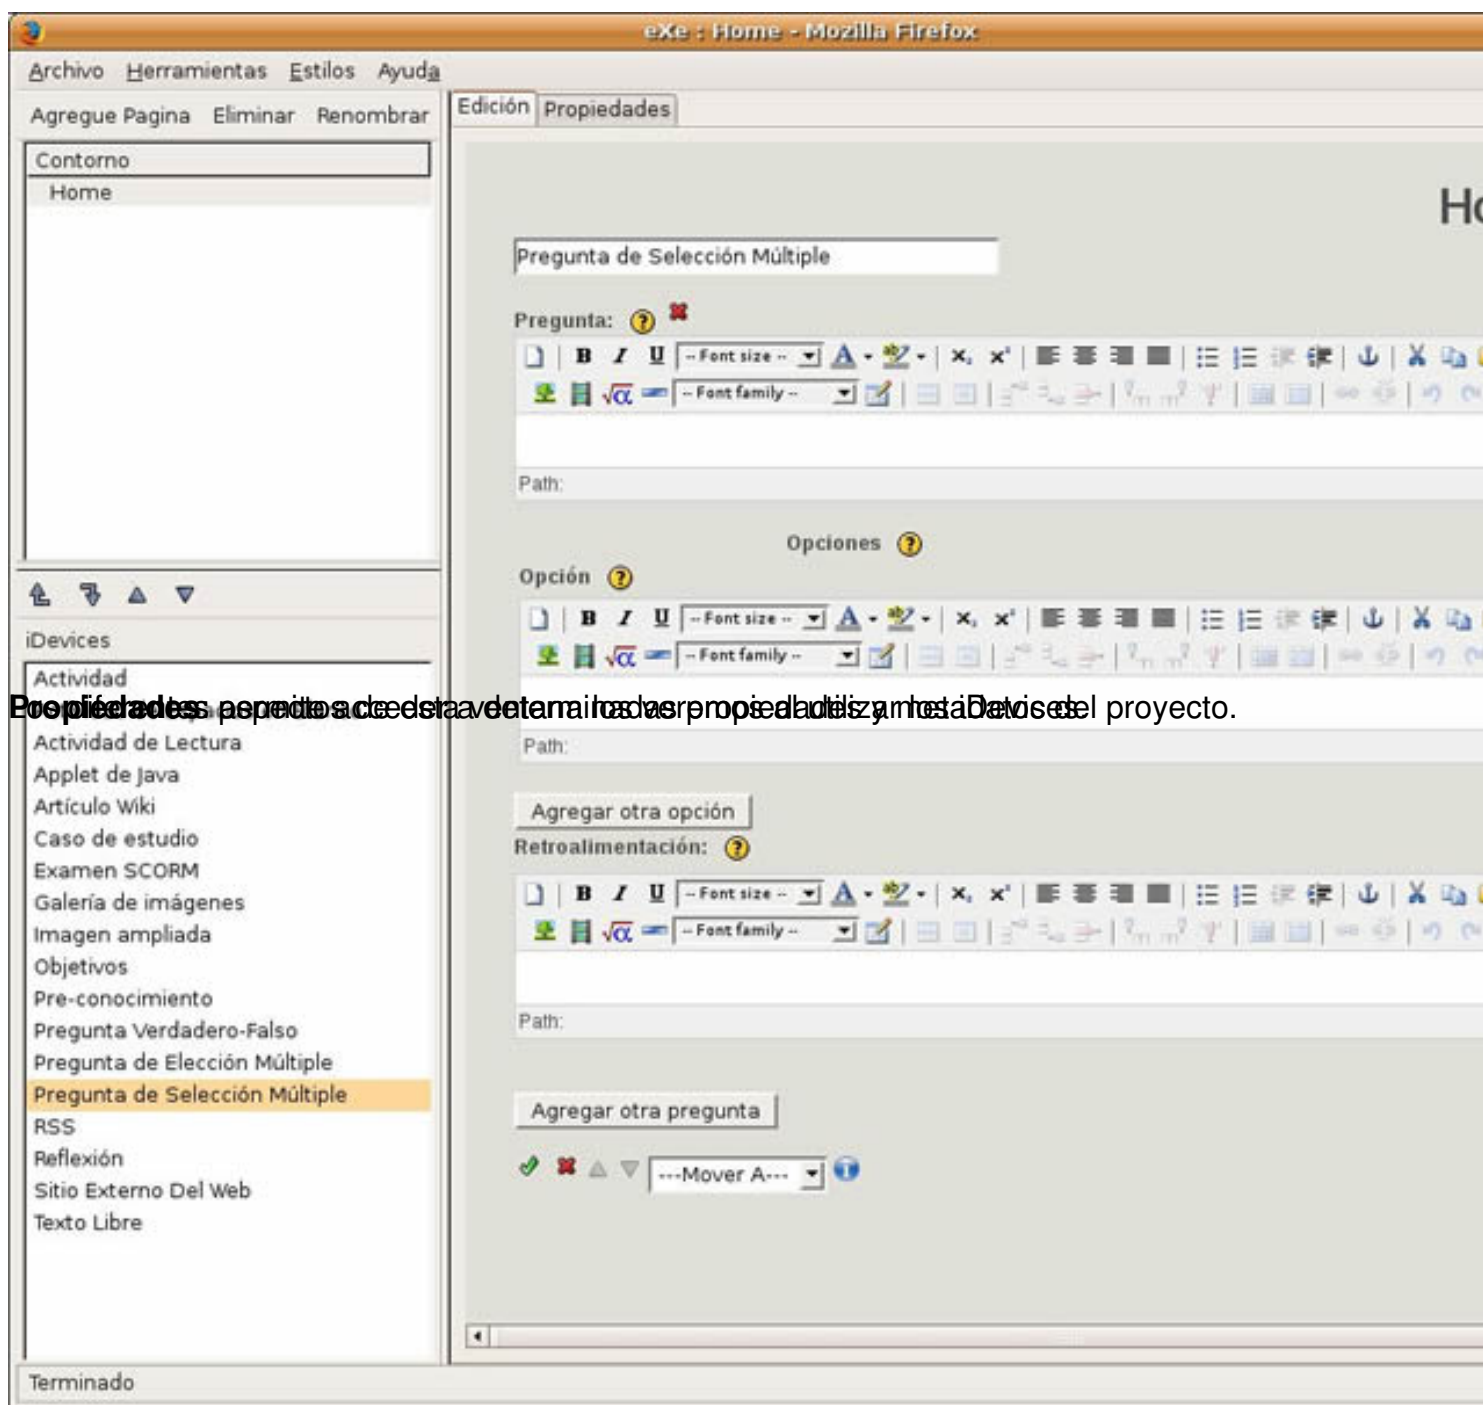 eXe : Home - Mozilla Firefox
Archivo Herramientas Estilos Ayuda
Agregue Pagina Eliminar Renombrar
Edición Propiedades
Contorno
Home
Pregunta de Selección Múltiple
Pregunta:
B I U -- Font size --
-- Font family --
Path:
Opciones
Opción
B I U -- Font size --
-- Font family --
Path:
iDevices
Actividad
Actividad de Lectura
Applet de Java
Artículo Wiki
Caso de estudio
Examen SCORM
Galería de imágenes
Imagen ampliada
Objetivos
Pre-conocimiento
Pregunta Verdadero-Falso
Pregunta de Elección Múltiple
Pregunta de Selección Múltiple
RSS
Reflexión
Sitio Externo Del Web
Texto Libre
del proyecto.
Agregar otra opción
Retroalimentación:
B I U -- Font size --
-- Font family --
Path:
Agregar otra pregunta
---Mover A---
Terminado